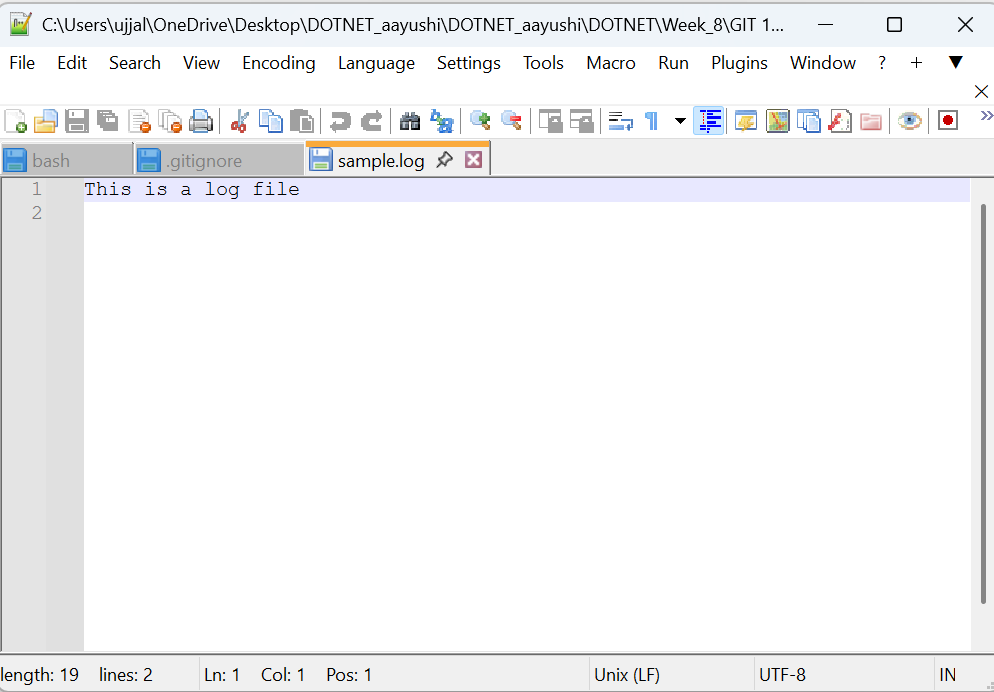 C:\Users\ujjal\OneDrive\Desktop\DOTNET_aayushi\DOTNET_aayushi\DOTNET\Week_8\GIT 1...
File Edit Search View Encoding Language Settings Tools Macro Run Plugins Window ? + ▼
bash .gitignore sample.log
1 This is a log file
2
length: 19 lines: 2 Ln: 1 Col: 1 Pos: 1 Unix (LF) UTF-8 IN